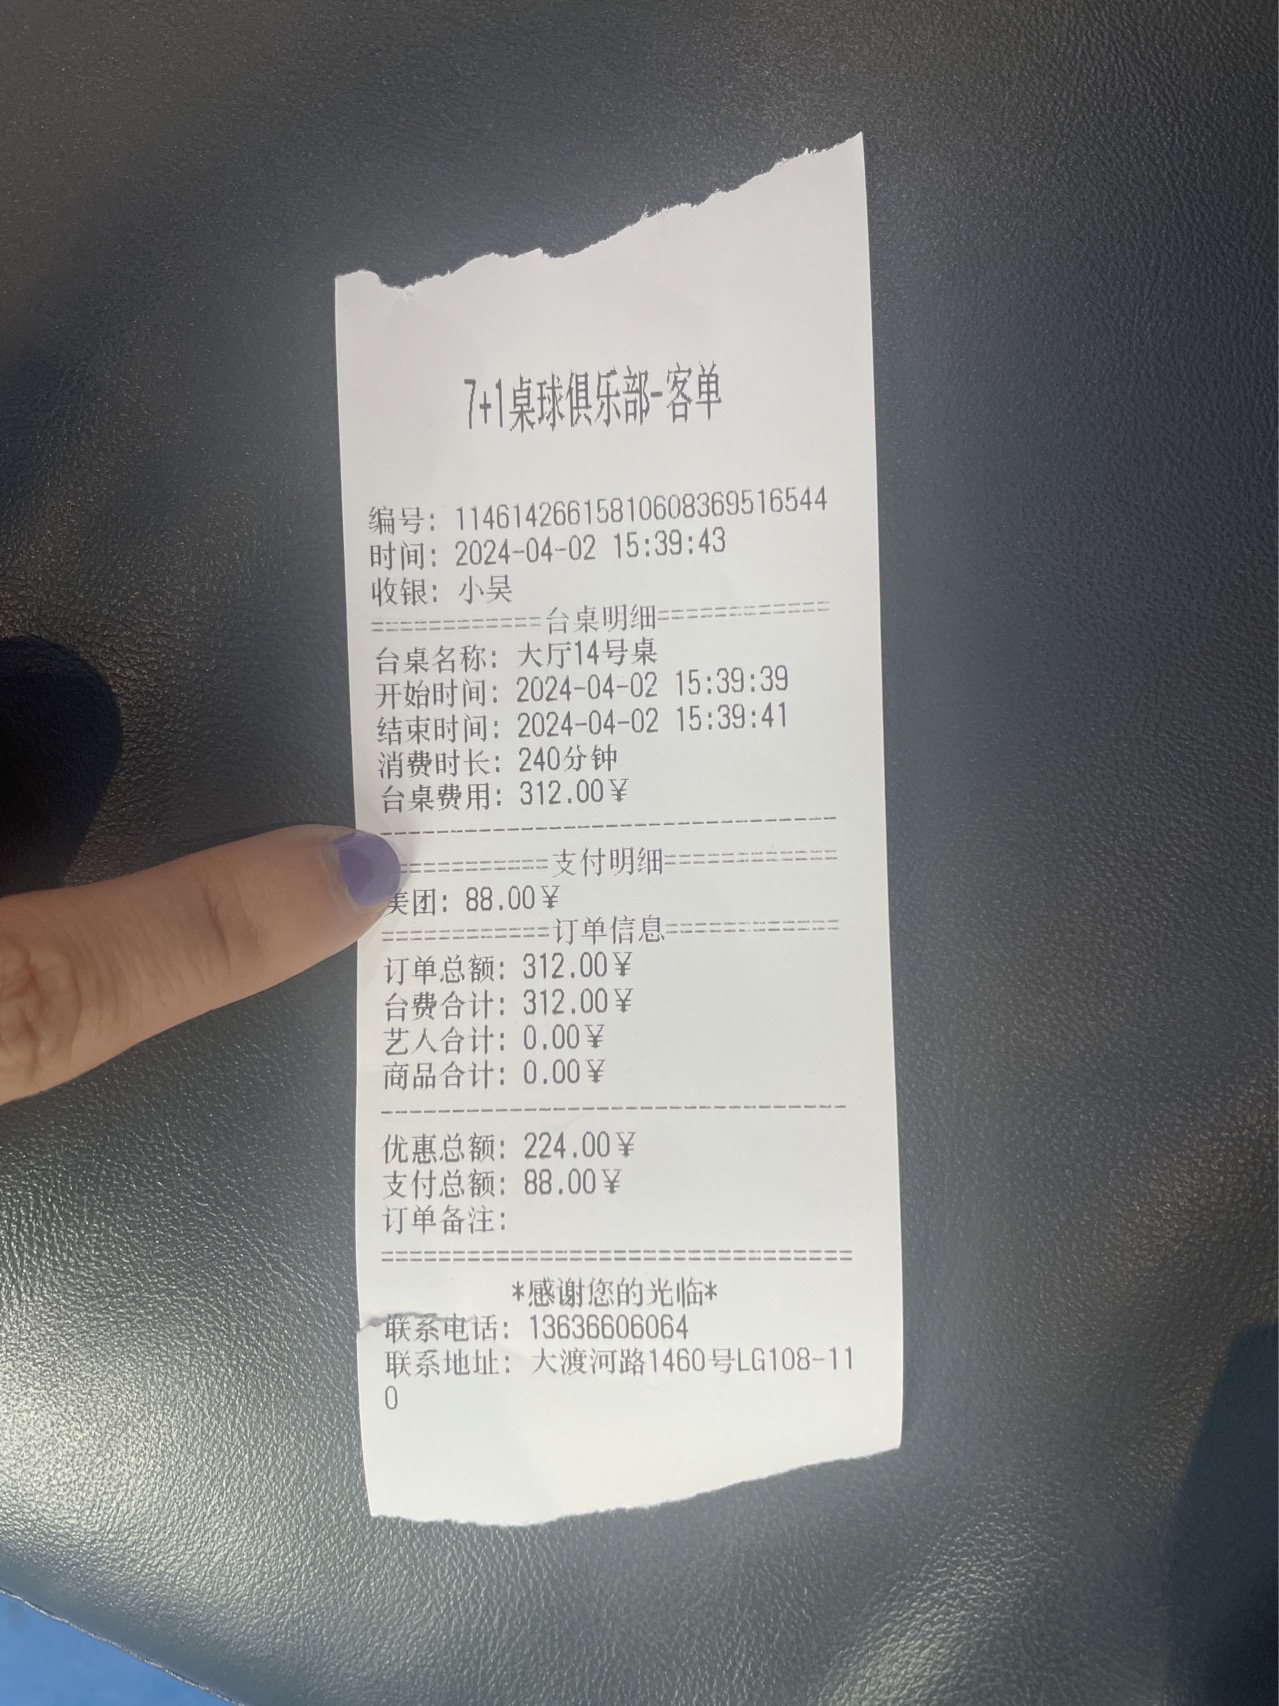 7+1桌球俱乐部-客单
编号: 1146142661581060836951​6544
时间: 2024-04-02 15:39:43
收银: 小吴
============台桌明细============
台桌名称: 大厅14号桌
开始时间: 2024-04-02 15:39:39
结束时间: 2024-04-02 15:39:41
消费时长: 240分钟
台桌费用: 312.00¥
--------------------------------
===========支付明细============
美团: 88.00¥
============订单信息============
订单总额: 312.00¥
台费合计: 312.00¥
艺人合计: 0.00¥
商品合计: 0.00¥
--------------------------------
优惠总额: 224.00¥
支付总额: 88.00¥
订单备注:
================================
*感谢您的光临*
联系电话: 13636606064
联系地址: 大渡河路1460号LG108-11
0